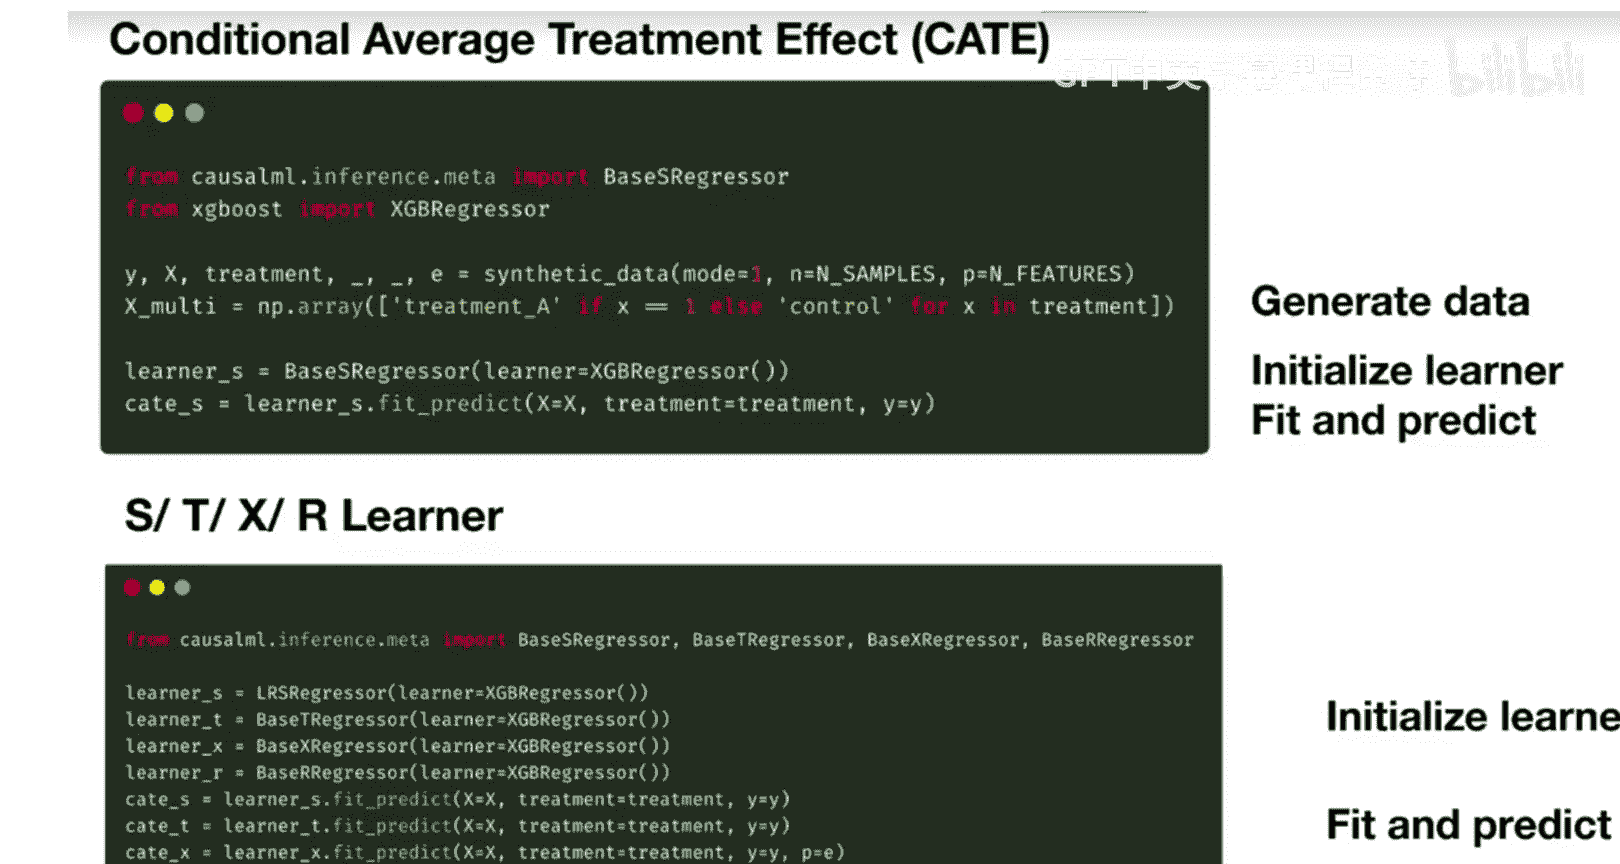 Conditional Average Treatment Effect (CATE)
bilibili
from causalml.inference.meta import BaseSRegressor
from xgboost import XGBRegressor
y, X, treatment, _, _, e = synthetic_data(mode=1, n=N_SAMPLES, p=N_FEATURES)
X_multi = np.array(['treatment_A' if x == 1 else 'control' for x in treatment])
learner_s = BaseSRegressor(learner=XGBRegressor())
cate_s = learner_s.fit_predict(X=X, treatment=treatment, y=y)
Generate data
Initialize learner
Fit and predict
S/ T/ X/ R Learner
from causalml.inference.meta import BaseSRegressor, BaseTRegressor, BaseXRegressor, BaseRRegressor
learner_s = LRSRegressor(learner=XGBRegressor())
learner_t = BaseTRegressor(learner=XGBRegressor())
learner_x = BaseXRegressor(learner=XGBRegressor())
learner_r = BaseRRegressor(learner=XGBRegressor())
cate_s = learner_s.fit_predict(X=X, treatment=treatment, y=y)
cate_t = learner_t.fit_predict(X=X, treatment=treatment, y=y)
cate_x = learner_x.fit_predict(X=X, treatment=treatment, y=y, p=e)
Initialize learne
Fit and predict